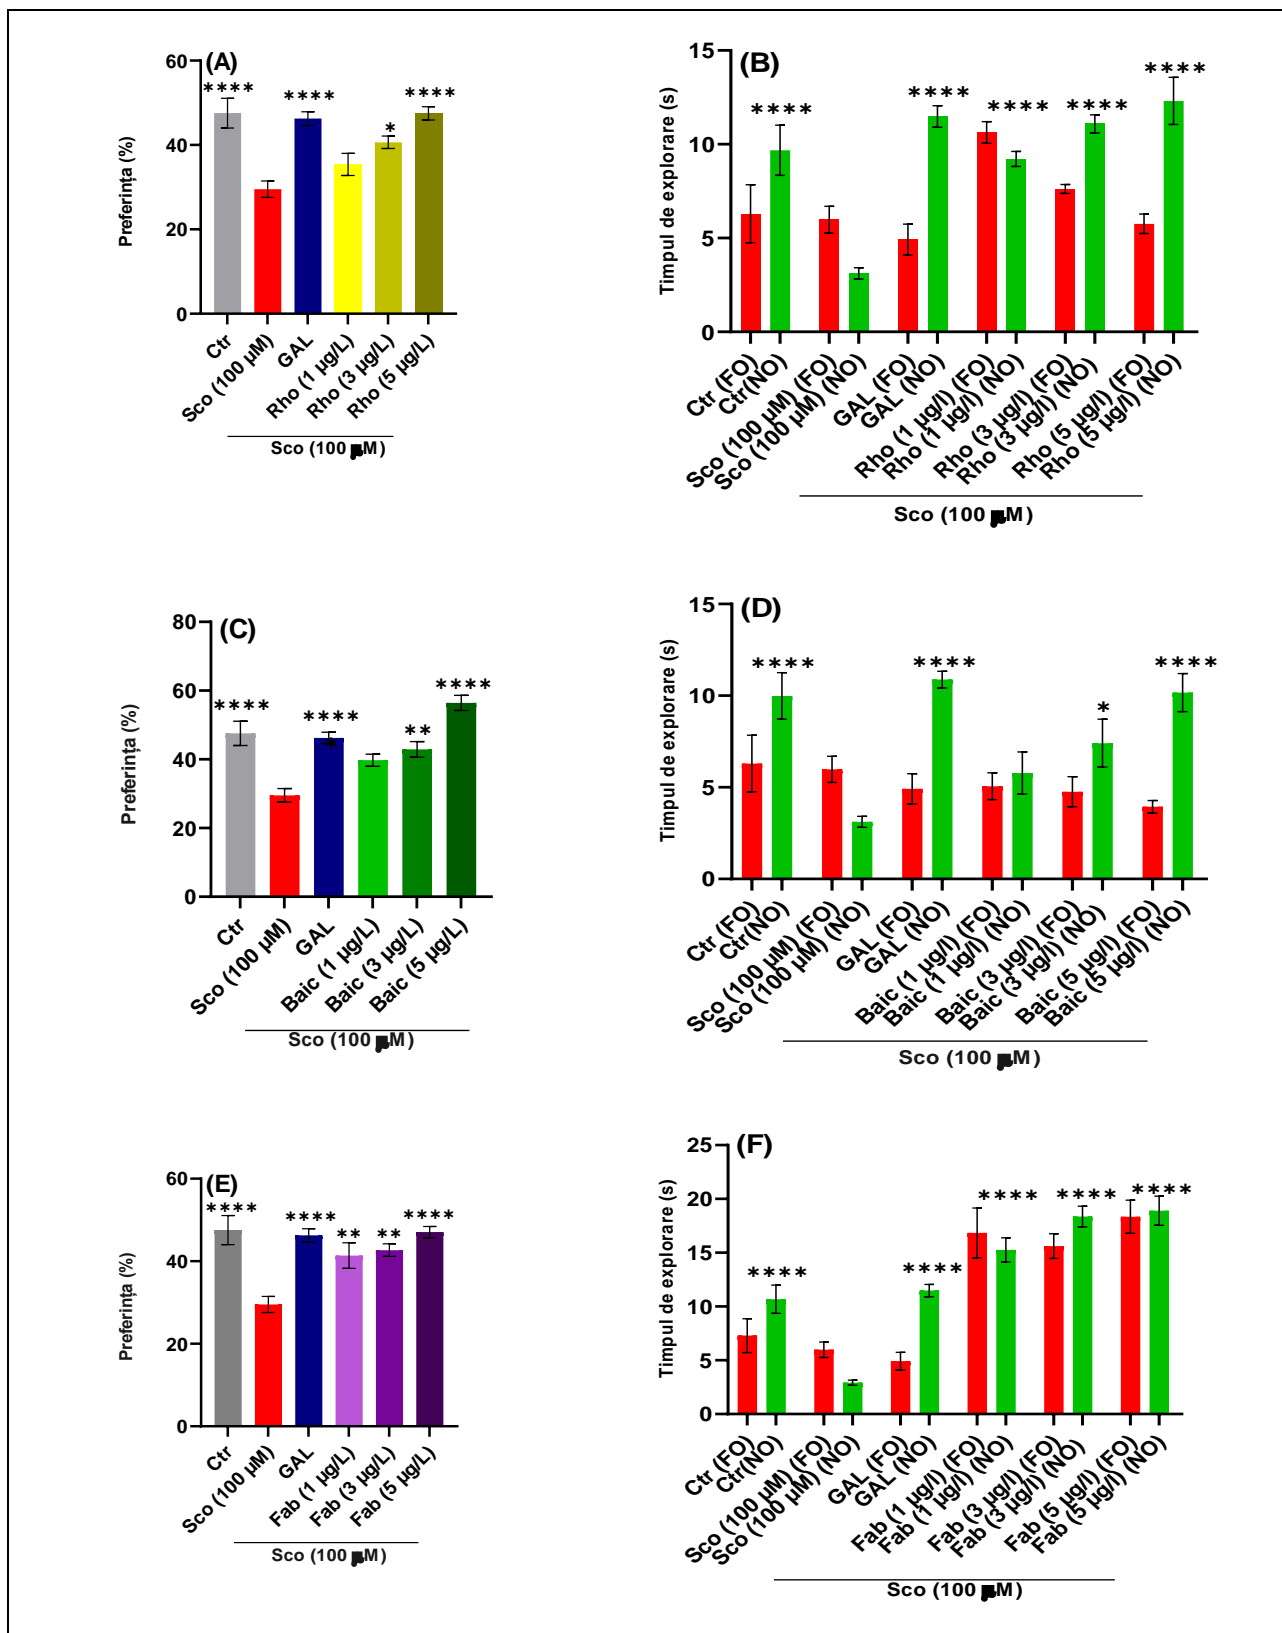 (A)
Preferința (%)
60
40
20
0
****
****
*
****
Ctr
Sco (100 µM)
GAL
Rho (1 µg/L)
Rho (3 µg/L)
Rho (5 µg/L)
Sco (100 µM)
(B)
Timpul de explorare (s)
15
10
5
0
****
****
****
****
****
Ctr (FO)
Ctr(NO)
Sco (100 µM) (FO)
Sco (100 µM) (NO)
GAL (FO)
GAL (NO)
Rho (1 µg/l) (FO)
Rho (1 µg/l) (NO)
Rho (3 µg/l) (FO)
Rho (3 µg/l) (NO)
Rho (5 µg/l) (FO)
Rho (5 µg/l) (NO)
Sco (100 µM)
(C)
Preferința (%)
80
60
40
20
0
****
****
**
****
Ctr
Sco (100 µM)
GAL
Baic (1 µg/L)
Baic (3 µg/L)
Baic (5 µg/L)
Sco (100 µM)
(D)
Timpul de explorare (s)
15
10
5
0
****
****
*
****
Ctr (FO)
Ctr(NO)
Sco (100 µM) (FO)
Sco (100 µM) (NO)
GAL (FO)
GAL (NO)
Baic (1 µg/l) (FO)
Baic (1 µg/l) (NO)
Baic (3 µg/l) (FO)
Baic (3 µg/l) (NO)
Baic (5 µg/l) (FO)
Baic (5 µg/l) (NO)
Sco (100 µM)
(E)
Preferința (%)
60
40
20
0
****
****
**
**
****
Ctr
Sco (100 µM)
GAL
Fab (1 µg/L)
Fab (3 µg/L)
Fab (5 µg/L)
Sco (100 µM)
(F)
Timpul de explorare (s)
25
20
15
10
5
0
****
****
****
****
****
Ctr (FO)
Ctr(NO)
Sco (100 µM) (FO)
Sco (100 µM) (NO)
GAL (FO)
GAL (NO)
Fab (1 µg/l) (FO)
Fab (1 µg/l) (NO)
Fab (3 µg/l) (FO)
Fab (3 µg/l) (NO)
Fab (5 µg/l) (FO)
Fab (5 µg/l) (NO)
Sco (100 µM)